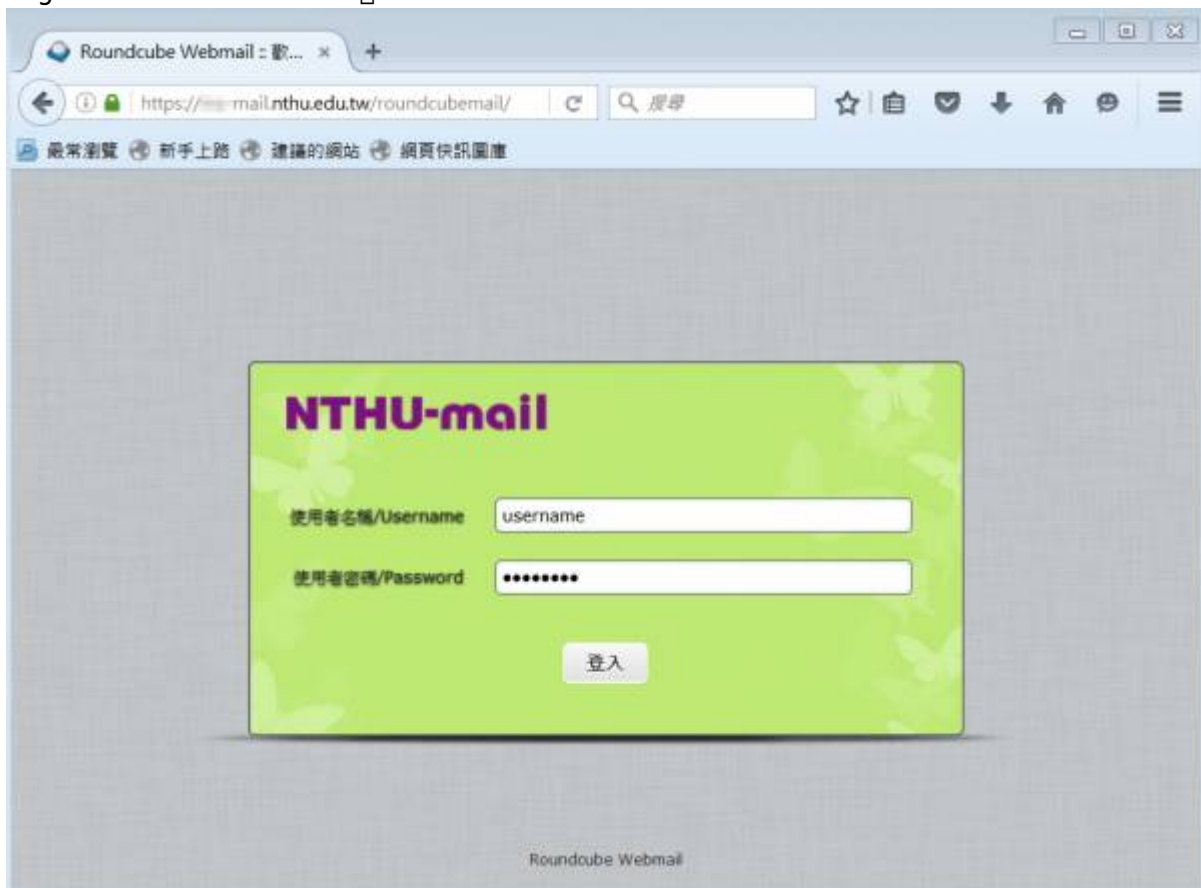 Roundcube Webmail :: 歡... × +
https:// mail.nthu.edu.tw/roundcubemail/
搜尋
最常瀏覽 新手上路 建議的網站 網頁快訊圖庫
NTHU-mail
使用者名稱/Username username
使用者密碼/Password ••••••••
登入
Roundcube Webmail